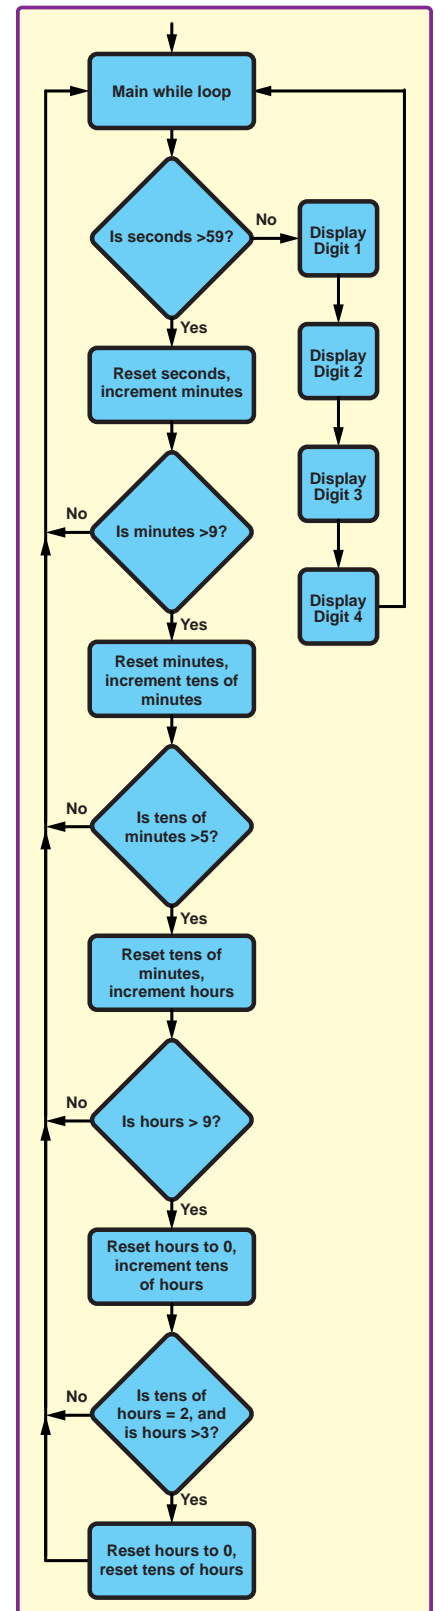 Main while loop
Is seconds >59?
No
Display
Digit 1
Yes
Display
Digit 2
Reset seconds,
increment minutes
Display
Digit 3
No
Is minutes >9?
Display
Digit 4
Yes
Reset minutes,
increment tens of
minutes
No
Is tens of
minutes >5?
Yes
Reset tens of
minutes,
increment hours
No
Is hours > 9?
Yes
Reset hours to 0,
increment tens
of hours
No
Is tens of
hours = 2, and
is hours >3?
Yes
Reset hours to 0,
reset tens of hours